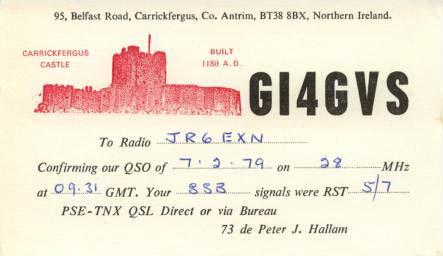 95, Belfast Road, Carrickfergus, Co. Antrim, BT38 8BX, Northern Ireland.
CARRICKFERGUS CASTLE
BUILT 1180 A.D.
GI4GVS
To Radio JR6EXN
Confirming our QSO of 7.2.79 on 28 MHz
at 09.31 GMT. Your SSB signals were RST 5/7
PSE-TNX QSL Direct or via Bureau
73 de Peter J. Hallam